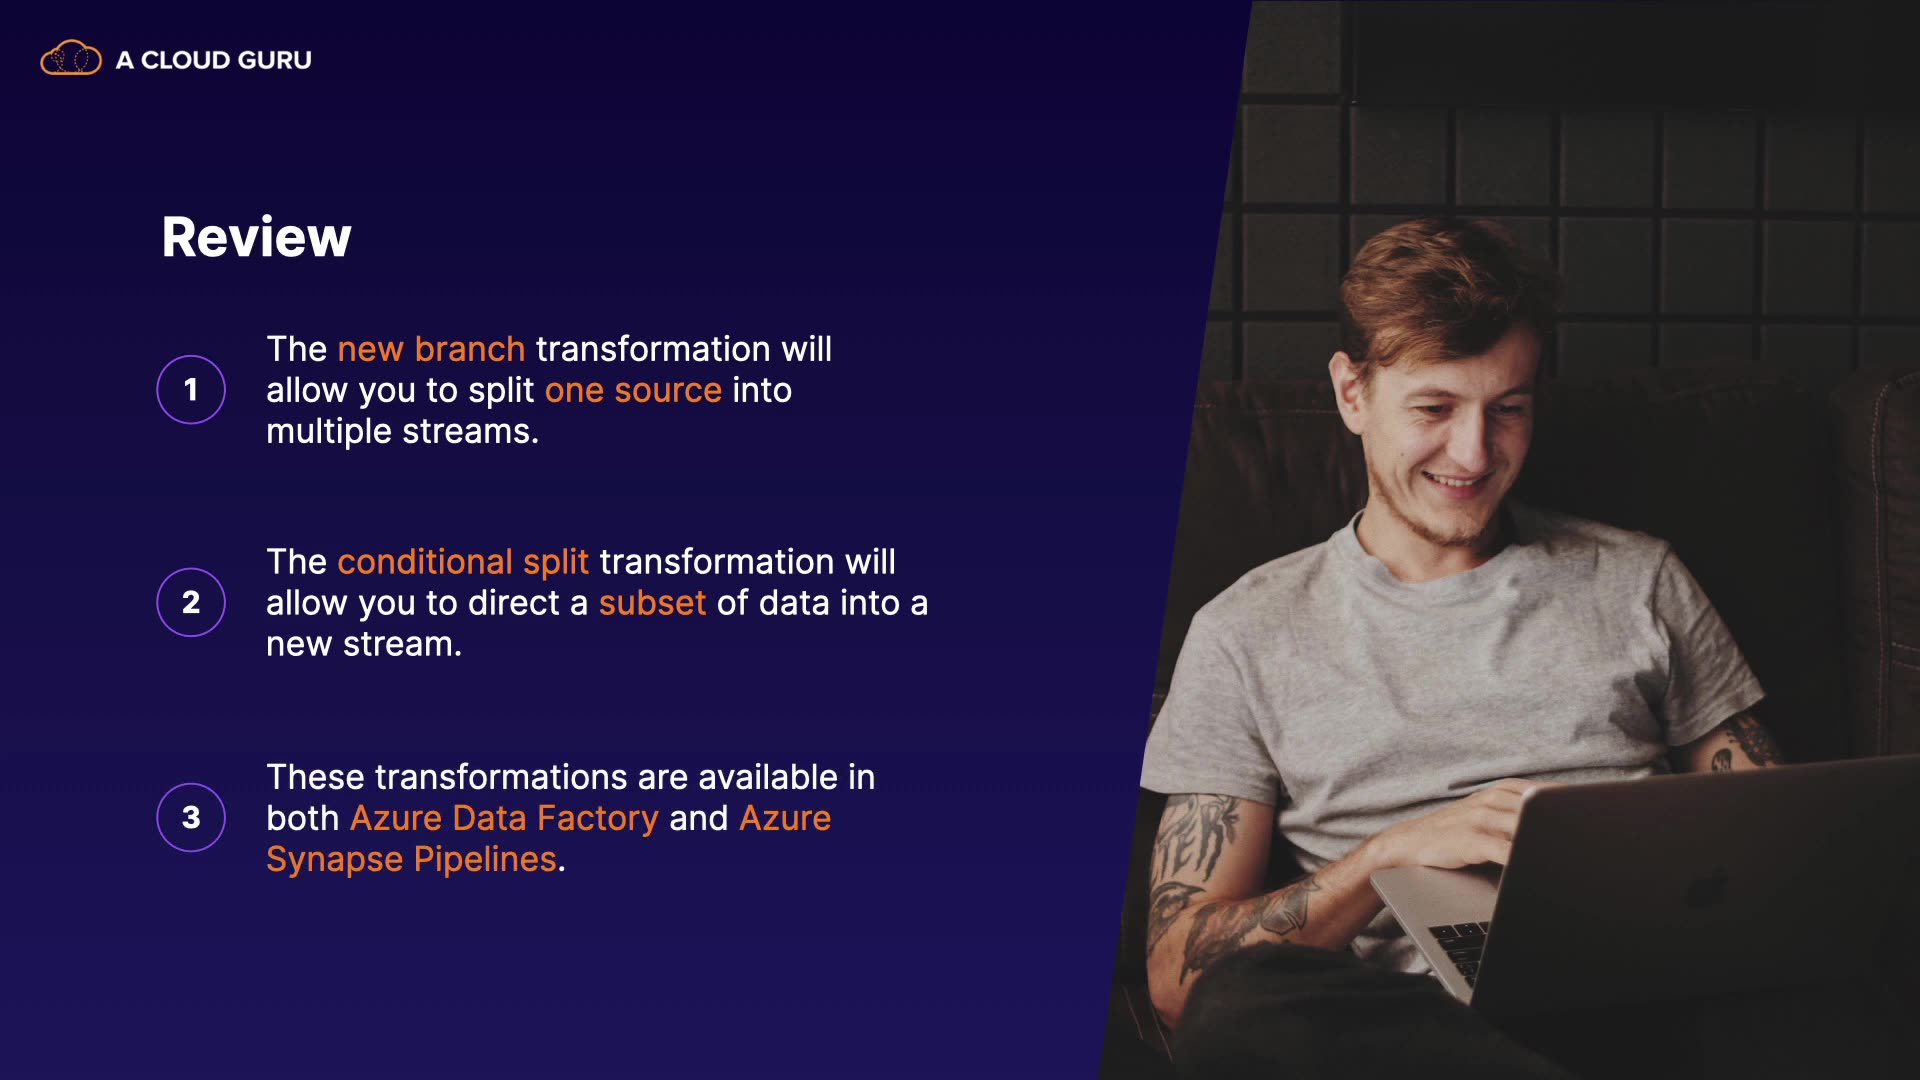 A CLOUD GURU
Review
1
The new branch transformation will
allow you to split one source into
multiple streams.
2
The conditional split transformation will
allow you to direct a subset of data into a
new stream.
3
These transformations are available in
both Azure Data Factory and Azure
Synapse Pipelines.